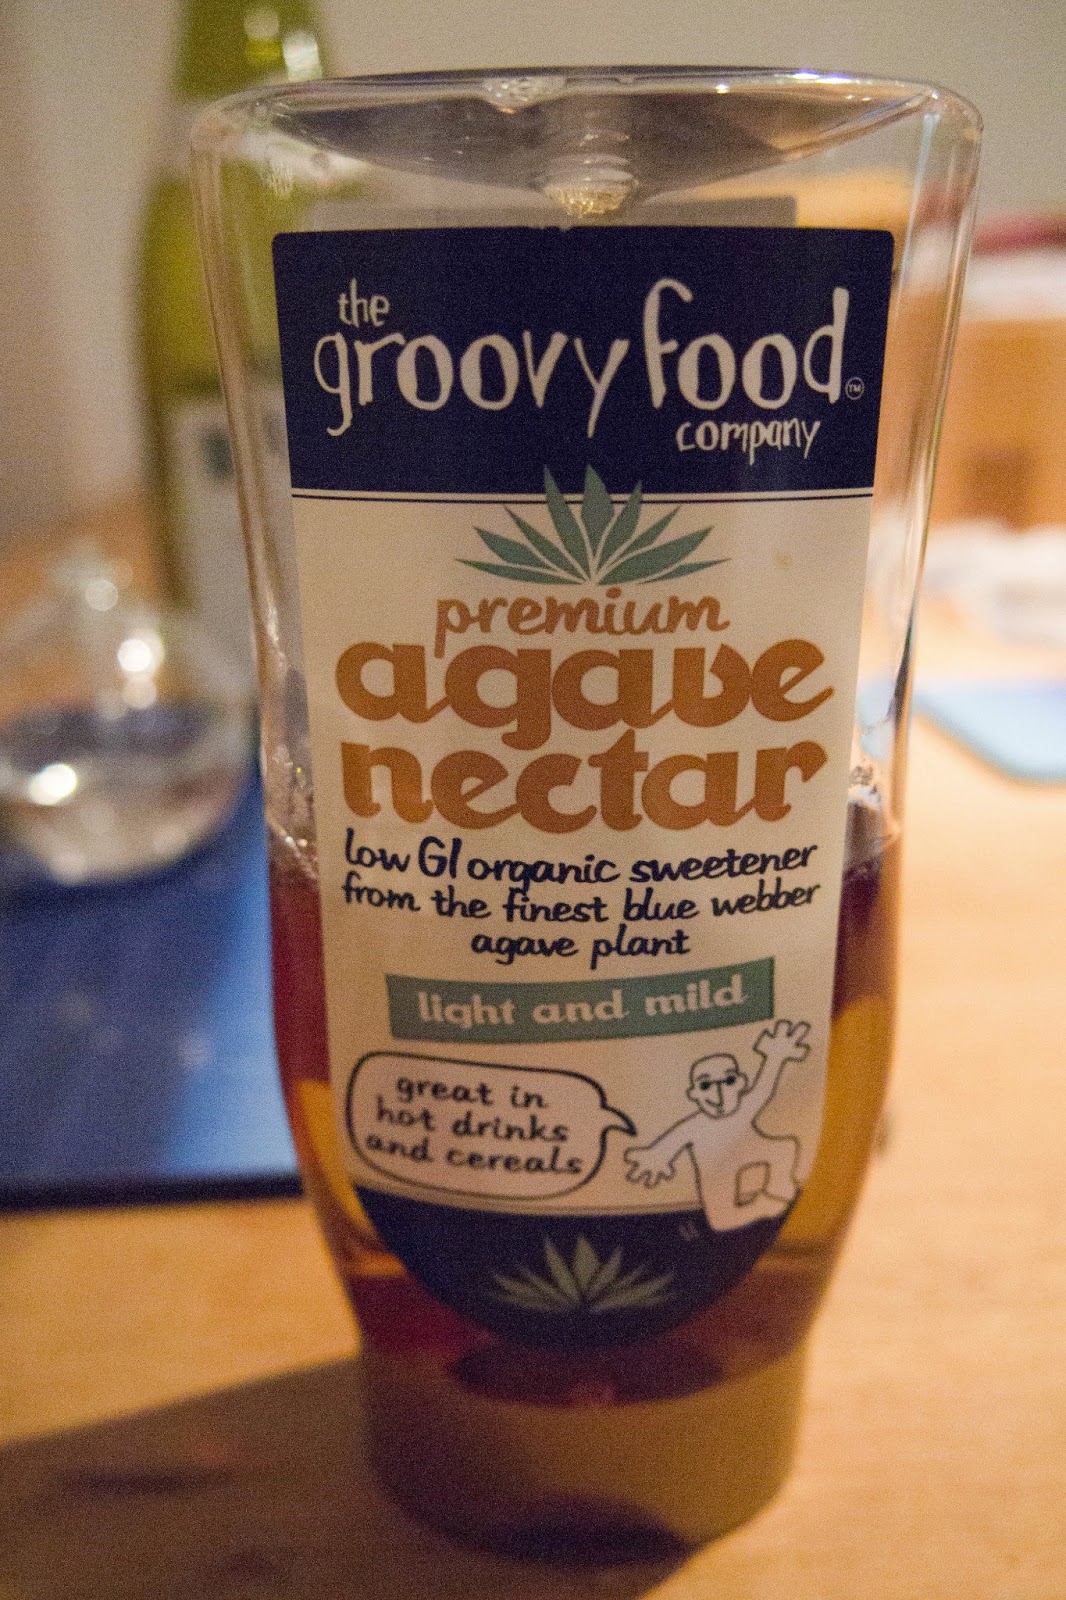 the
groovy food
TM
company
premium
agave
nectar
low GI organic sweetener
from the finest blue webber
agave plant
light and mild
great in
hot drinks
and cereals